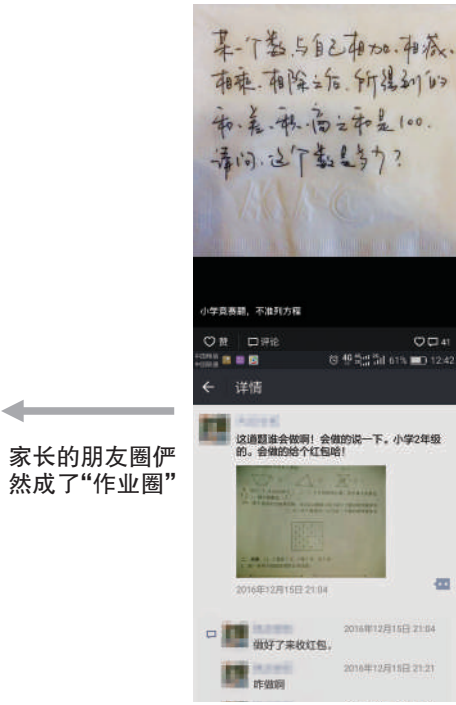 某一个数,与自己相加、相减、
相乘、相除之后,所得到的
和、差、积、商之和是100.
请问,这个数是多少?
小学竞赛题,不准列方程
赞 评论 41
61% 12:42
详情
这道题谁会做啊!会做的说一下。小学2年级
的。会做的给个红包哈!
2016年12月15日 21:04
2016年12月15日 21:04
做好了来收红包。
2016年12月15日 21:21
咋做啊
家长的朋友圈俨
然成了“作业圈”